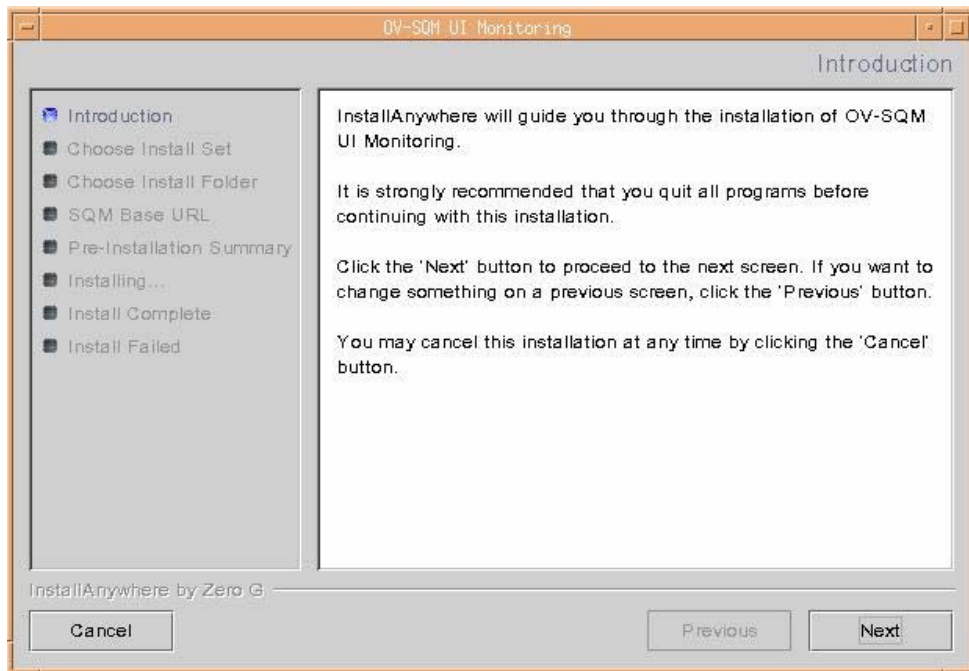 OV-SQM UI Monitoring
Introduction
Introduction
Choose Install Set
Choose Install Folder
SQM Base URL
Pre-Installation Summary
Installing...
Install Complete
Install Failed
InstallAnywhere will guide you through the installation of OV-SQM
UI Monitoring.
It is strongly recommended that you quit all programs before
continuing with this installation.
Click the 'Next' button to proceed to the next screen. If you want to
change something on a previous screen, click the 'Previous' button.
You may cancel this installation at any time by clicking the 'Cancel'
button.
InstallAnywhere by Zero G
Cancel
Previous
Next